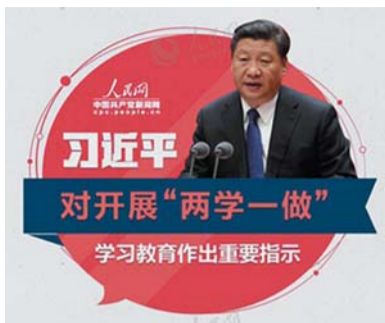 人民网
中国共产党新闻网
cpc.people.cn
习近平
对开展“两学一做”
学习教育作出重要指示